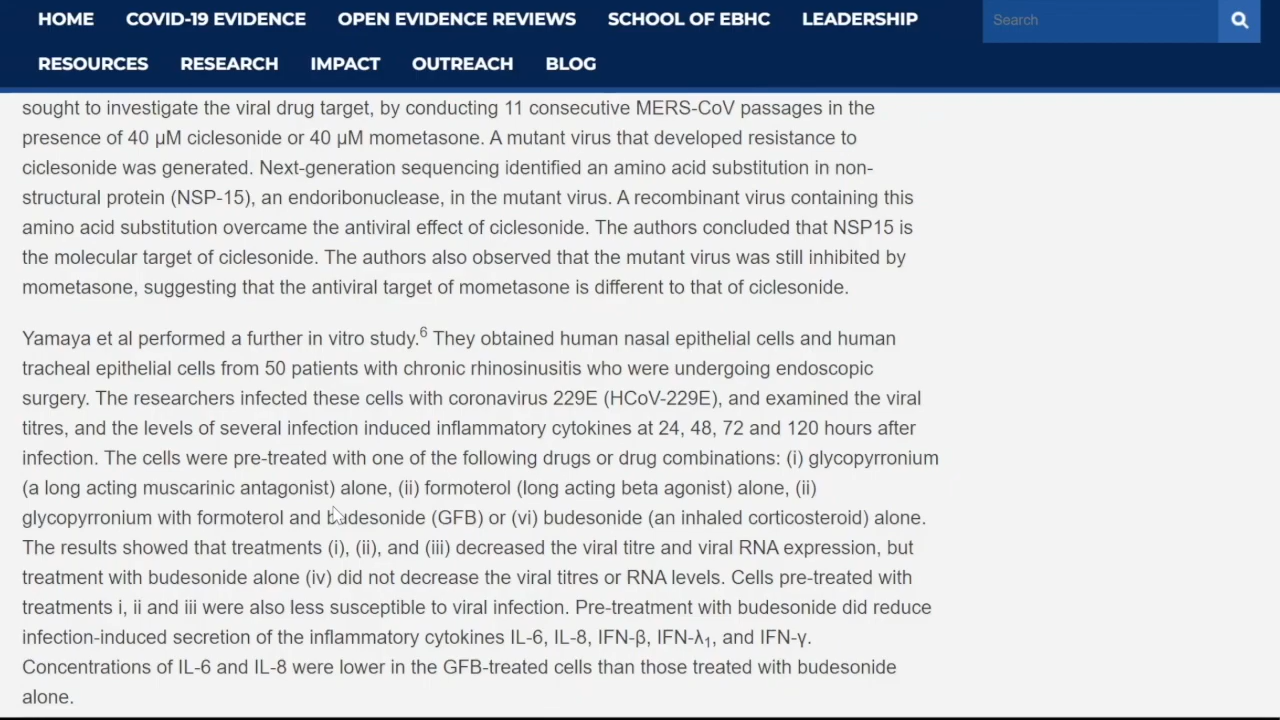 HOME COVID-19 EVIDENCE OPEN EVIDENCE REVIEWS SCHOOL OF EBHC LEADERSHIP
Search
RESOURCES RESEARCH IMPACT OUTREACH BLOG
sought to investigate the viral drug target, by conducting 11 consecutive MERS-CoV passages in the
presence of 40 µM ciclesonide or 40 µM mometasone. A mutant virus that developed resistance to
ciclesonide was generated. Next-generation sequencing identified an amino acid substitution in non-
structural protein (NSP-15), an endoribonuclease, in the mutant virus. A recombinant virus containing this
amino acid substitution overcame the antiviral effect of ciclesonide. The authors concluded that NSP15 is
the molecular target of ciclesonide. The authors also observed that the mutant virus was still inhibited by
mometasone, suggesting that the antiviral target of mometasone is different to that of ciclesonide.
Yamaya et al performed a further in vitro study.⁶ They obtained human nasal epithelial cells and human
tracheal epithelial cells from 50 patients with chronic rhinosinusitis who were undergoing endoscopic
surgery. The researchers infected these cells with coronavirus 229E (HCoV-229E), and examined the viral
titres, and the levels of several infection induced inflammatory cytokines at 24, 48, 72 and 120 hours after
infection. The cells were pre-treated with one of the following drugs or drug combinations: (i) glycopyrronium
(a long acting muscarinic antagonist) alone, (ii) formoterol (long acting beta agonist) alone, (ii)
glycopyrronium with formoterol and budesonide (GFB) or (vi) budesonide (an inhaled corticosteroid) alone.
The results showed that treatments (i), (ii), and (iii) decreased the viral titre and viral RNA expression, but
treatment with budesonide alone (iv) did not decrease the viral titres or RNA levels. Cells pre-treated with
treatments i, ii and iii were also less susceptible to viral infection. Pre-treatment with budesonide did reduce
infection-induced secretion of the inflammatory cytokines IL-6, IL-8, IFN-β, IFN-λ₁, and IFN-γ.
Concentrations of IL-6 and IL-8 were lower in the GFB-treated cells than those treated with budesonide
alone.